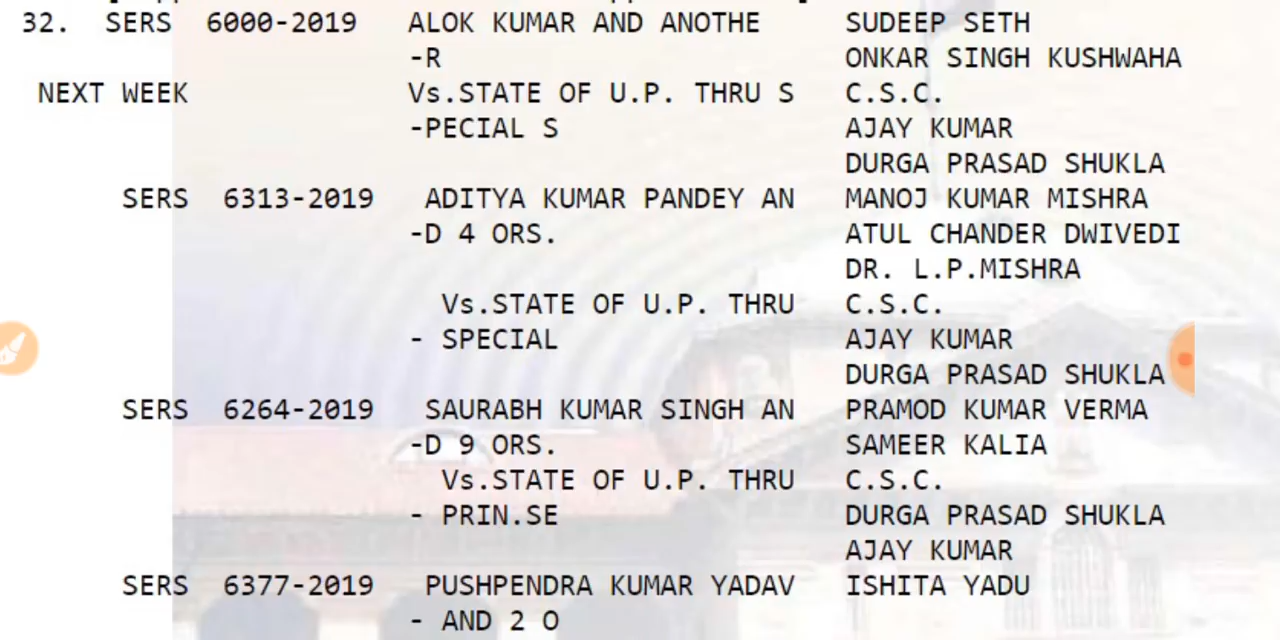 32. SERS 6000-2019 ALOK KUMAR AND ANOTHE SUDEEP SETH
-R ONKAR SINGH KUSHWAHA
NEXT WEEK Vs.STATE OF U.P. THRU S C.S.C.
-PECIAL S AJAY KUMAR
DURGA PRASAD SHUKLA
SERS 6313-2019 ADITYA KUMAR PANDEY AN MANOJ KUMAR MISHRA
-D 4 ORS. ATUL CHANDER DWIVEDI
DR. L.P.MISHRA
Vs.STATE OF U.P. THRU C.S.C.
- SPECIAL AJAY KUMAR
DURGA PRASAD SHUKLA
SERS 6264-2019 SAURABH KUMAR SINGH AN PRAMOD KUMAR VERMA
-D 9 ORS. SAMEER KALIA
Vs.STATE OF U.P. THRU C.S.C.
- PRIN.SE DURGA PRASAD SHUKLA
AJAY KUMAR
SERS 6377-2019 PUSHPENDRA KUMAR YADAV ISHITA YADU
- AND 2 O